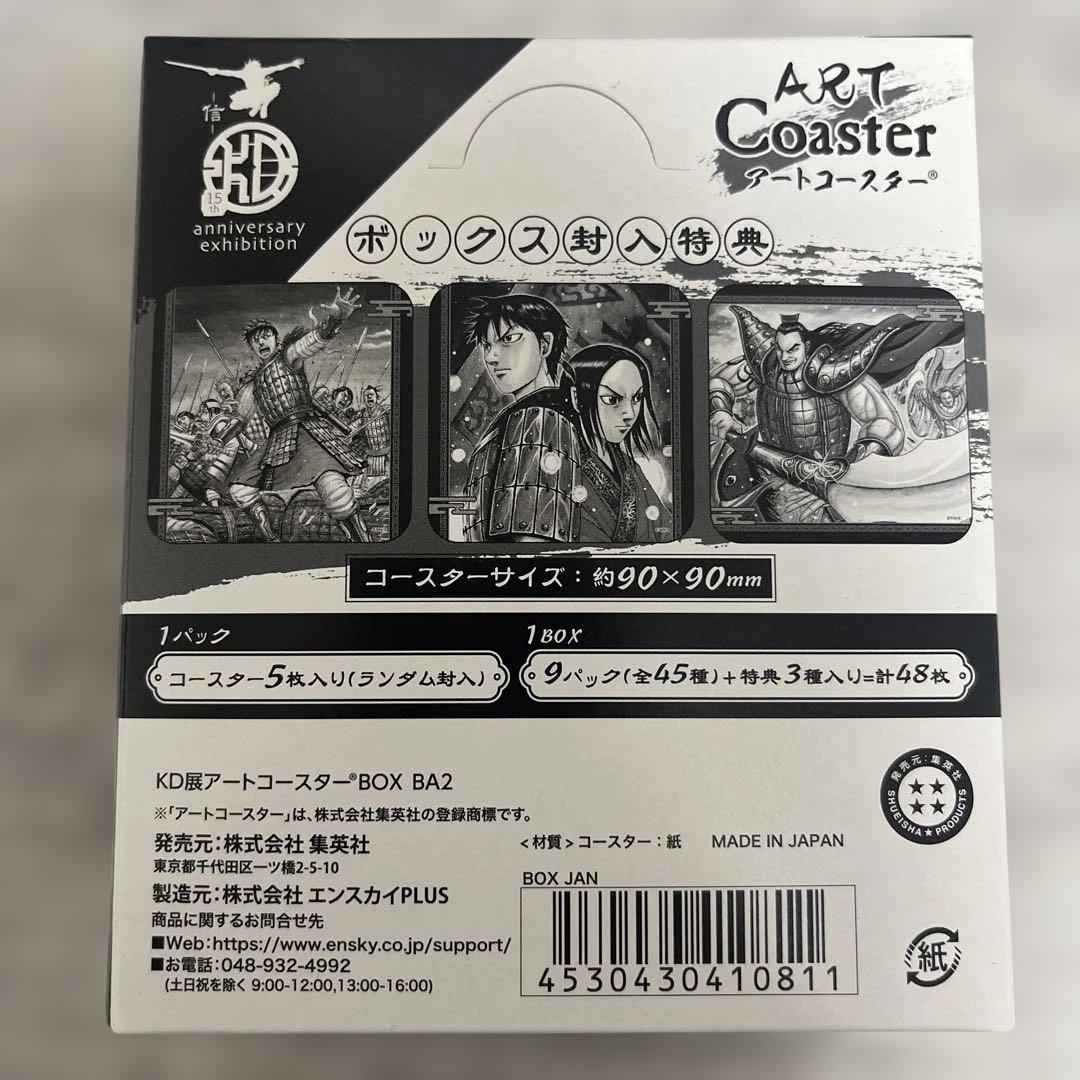 信
KD
15th
anniversary
exhibition
ART
Coaster
アートコースター®
ボックス封入特典
©YH/S
コースターサイズ：約90×90mm
1パック
コースター5枚入り(ランダム封入)
1BOX
9パック(全45種)+特典3種入り=計48枚
KD展アートコースター®BOX BA2
※「アートコースター」は、株式会社集英社の登録商標です。
発売元：株式会社 集英社
東京都千代田区一ツ橋2-5-10
製造元：株式会社 エンスカイPLUS
商品に関するお問合せ先
■Web：https://www.ensky.co.jp/support/
■お電話：048-932-4992
(土日祝を除く 9:00-12:00,13:00-16:00)
<材質>コースター：紙 MADE IN JAPAN
BOX JAN
4530430410811
発売元：集英社
SHUEISHA★PRODUCTS
紙